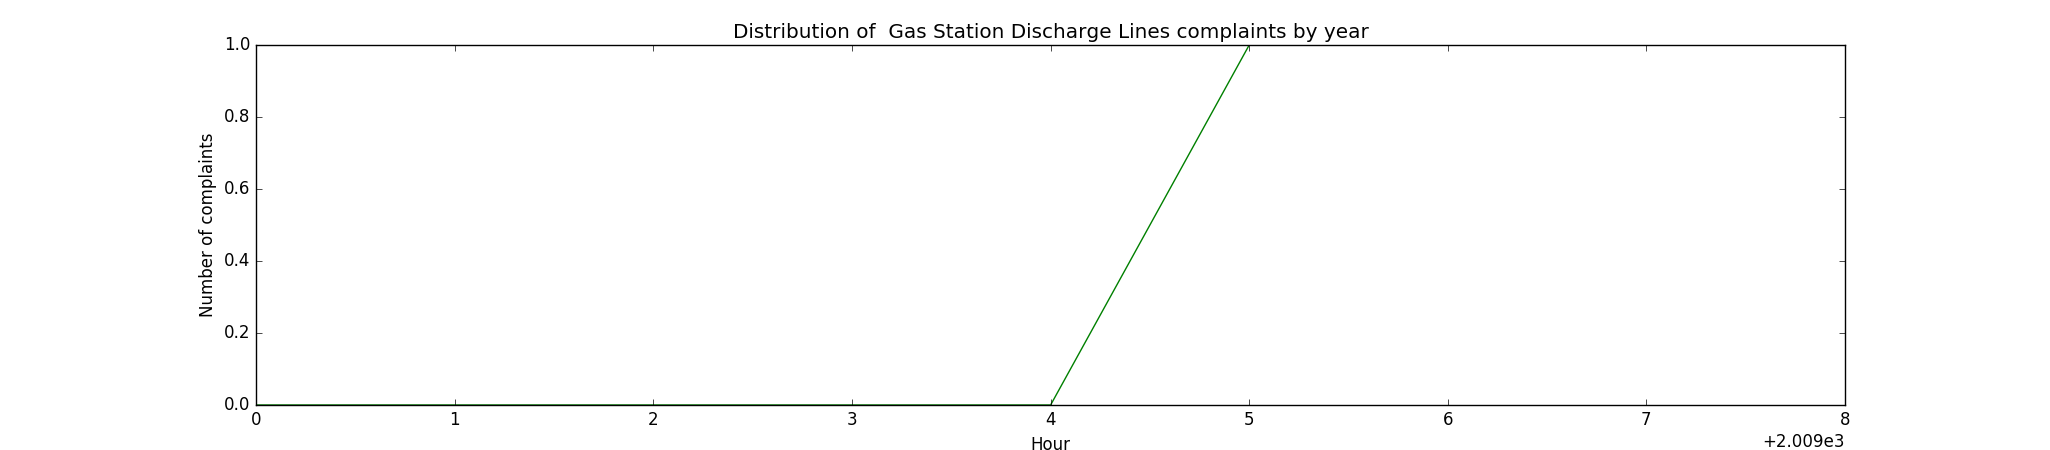 Distribution of  Gas Station Discharge Lines complaints by year
Number of complaints
1.0
0.8
0.6
0.4
0.2
0.0
0 1 2 3 4 5 6 7 8
Hour
+2.009e3